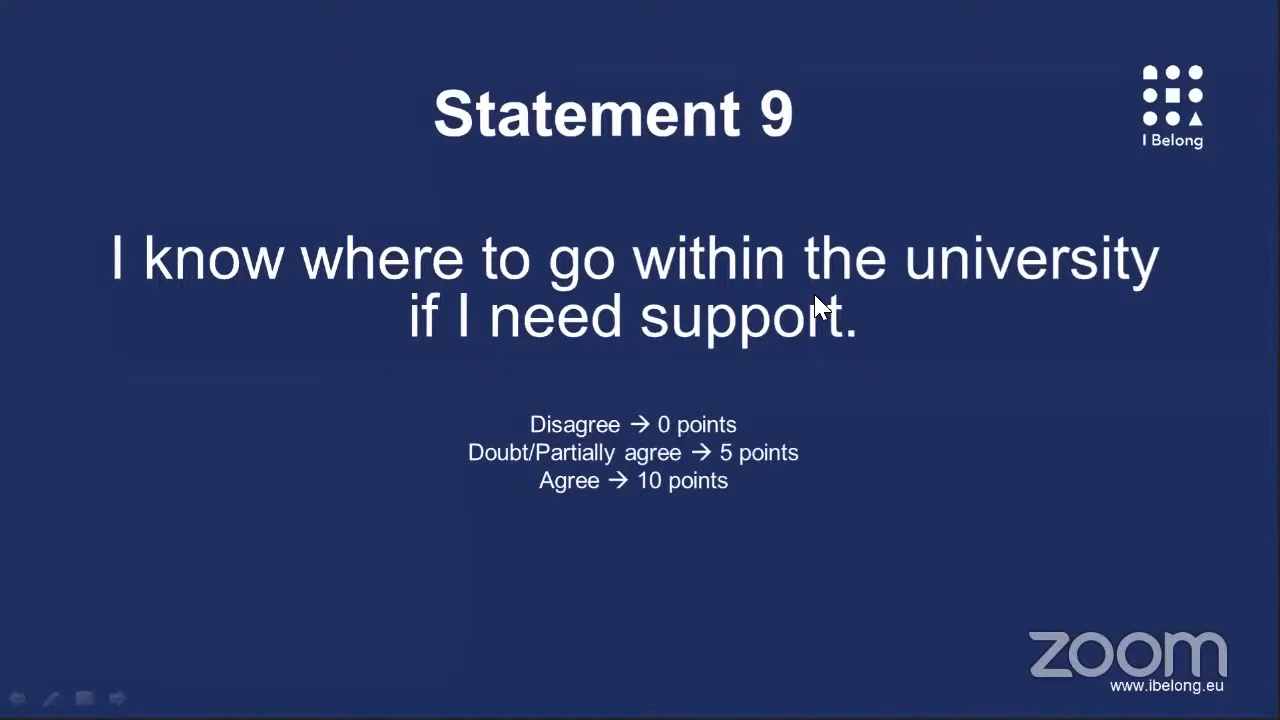 Statement 9
I Belong
I know where to go within the university
if I need support.
Disagree → 0 points
Doubt/Partially agree → 5 points
Agree → 10 points
zoom
www.ibelong.eu